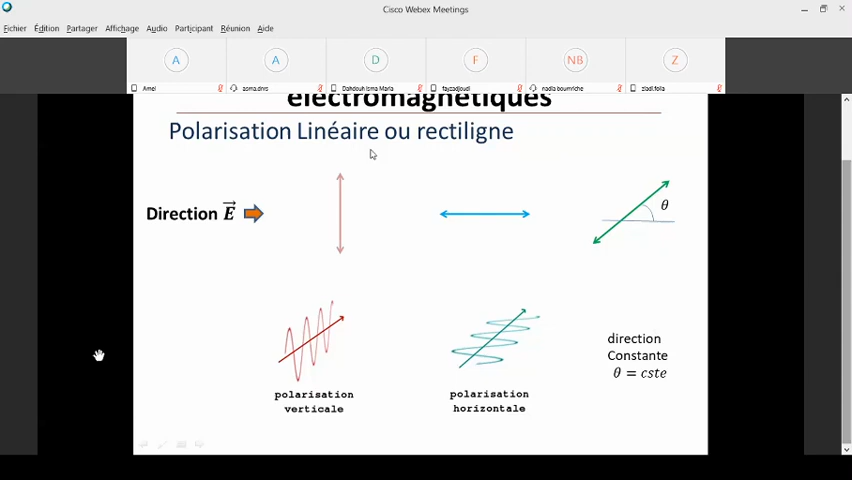 Cisco Webex Meetings
Fichier Édition Partager Affichage Audio Participant Réunion Aide
A A D F NB Z
Amel asma.dnrs Dahdouh Isma Maria fayzadjoudi nadia boumriche ziadi.folla
électromagnétiques
Polarisation Linéaire ou rectiligne
Direction E
θ
direction
Constante
θ = cste
polarisation
verticale
polarisation
horizontale